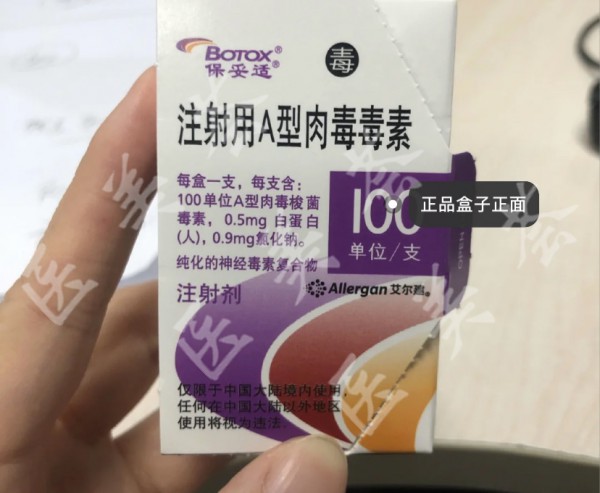 BOTOX®
保妥适®
毒
注射用A型肉毒毒素
每盒一支，每支含：
100单位A型肉毒梭菌
毒素，0.5mg 白蛋白
(人)，0.9mg氯化钠。
纯化的神经毒素复合物
注射剂
100
单位/支
正品盒子正面
Allergan 艾尔建®
仅限于中国大陆境内使用，
任何在中国大陆以外地区
使用将视为违法。